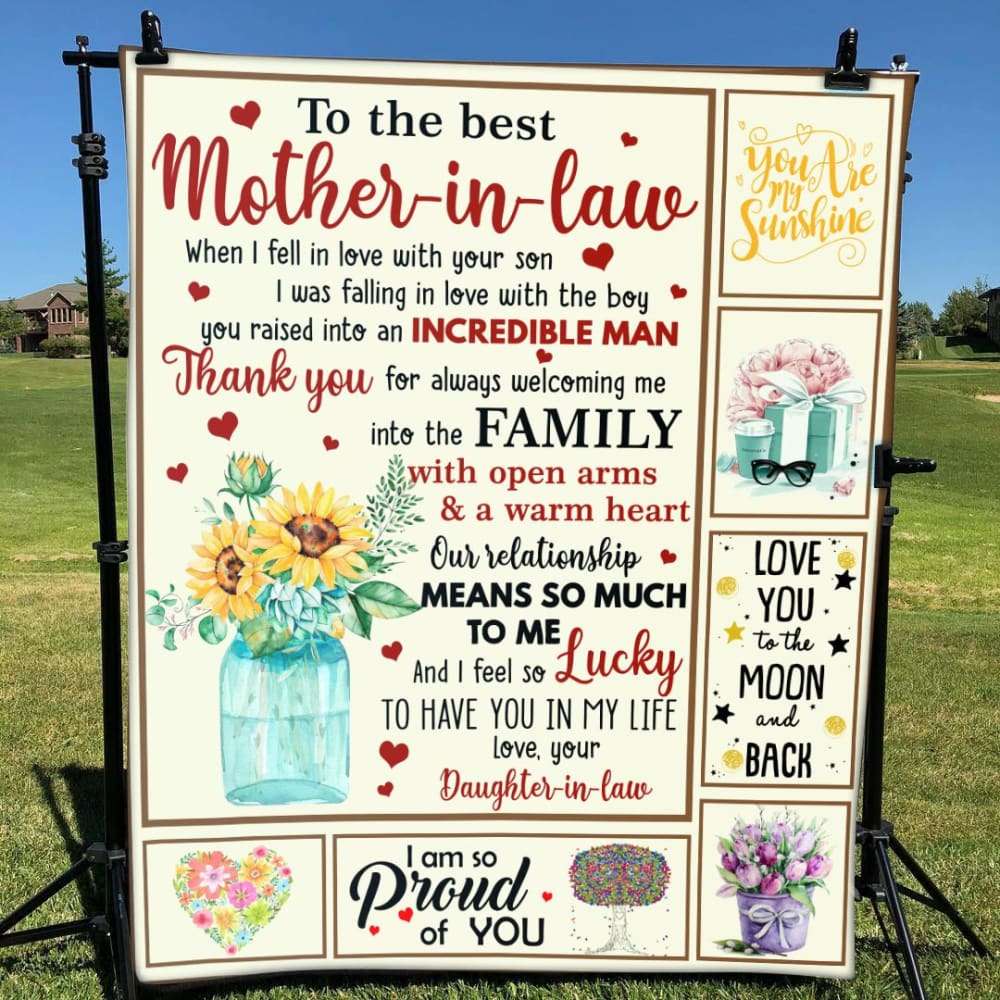 To the best
Mother-in-law
When I fell in love with your son
I was falling in love with the boy
you raised into an INCREDIBLE MAN
Thank you for always welcoming me
into the FAMILY
with open arms
& a warm heart
Our relationship
MEANS SO MUCH
TO ME
And I feel so Lucky
TO HAVE YOU IN MY LIFE
Love, your
Daughter-in-law
You Are
My
Sunshine
LOVE
YOU
to the
MOON
and
BACK
I am so
Proud
of YOU